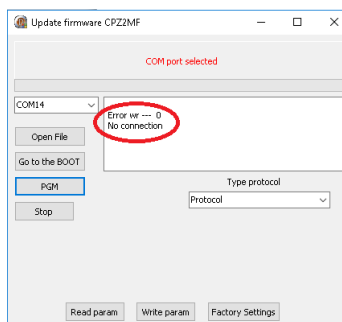 Update firmware CPZ2MF
COM port selected
COM14
Error wr --- 0
No connection
Open File
Go to the BOOT
PGM
Stop
Type protocol
Protocol
Read param
Write param
Factory Settings